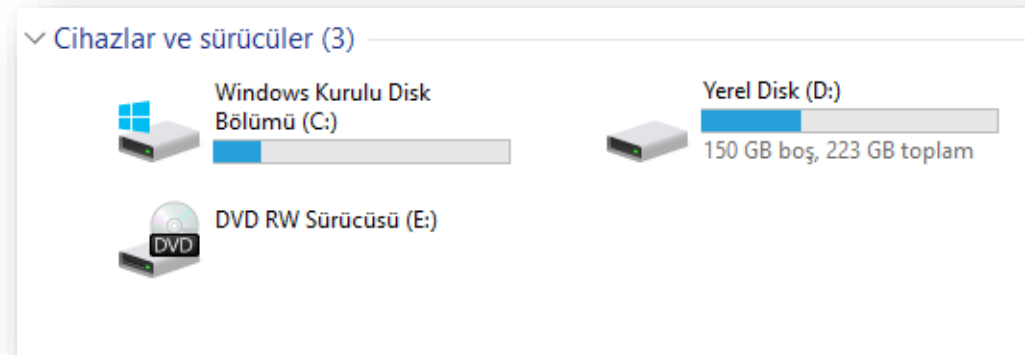 Cihazlar ve sürücüler (3)
Windows Kurulu Disk
Bölümü (C:)
Yerel Disk (D:)
150 GB boş, 223 GB toplam
DVD RW Sürücüsü (E:)
DVD